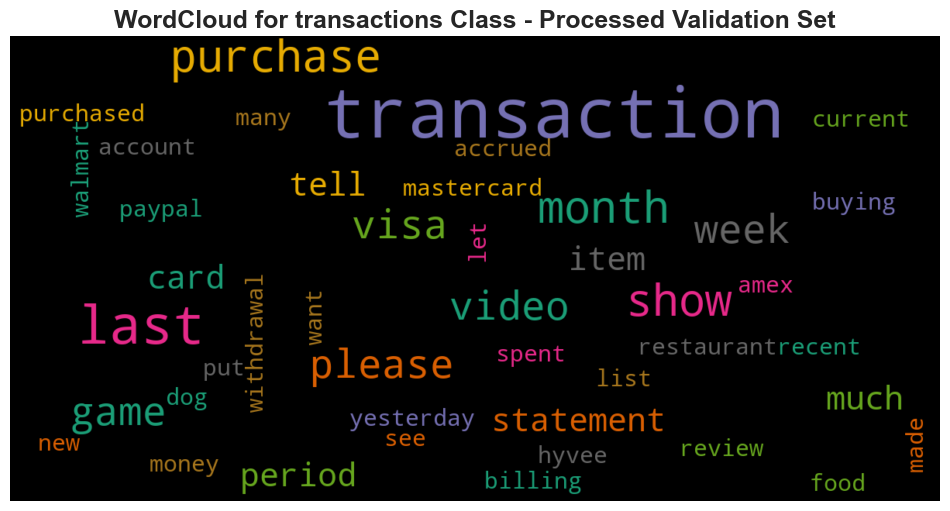 WordCloud for transactions Class - Processed Validation Set
purchase
transaction
purchased
many
current
walmart
account
accrued
tell
mastercard
paypal
month
buying
visa
week
let
item
card
withdrawal
want
video
show
amex
last
spent
restaurant
recent
put
please
list
dog
game
yesterday
statement
much
new
see
made
money
period
hyvee
review
billing
food